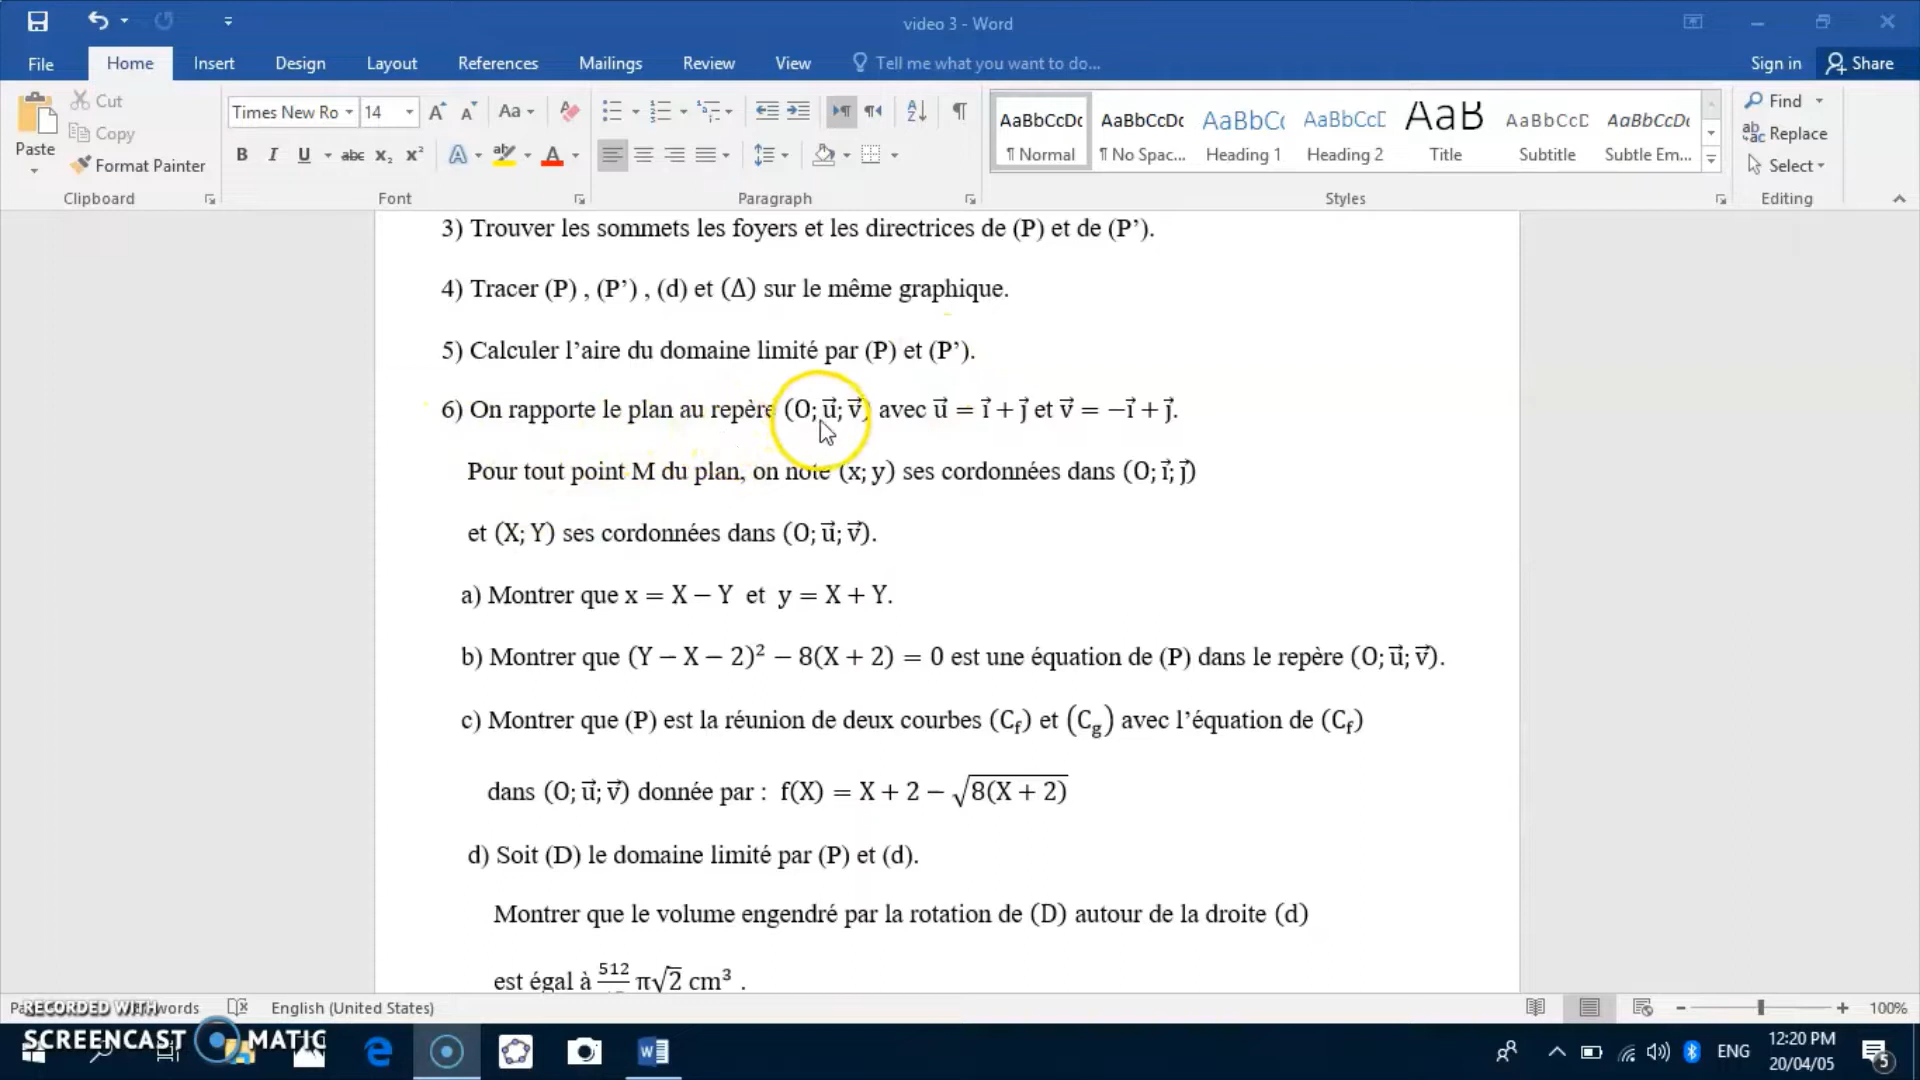 video 3 - Word
File Home Insert Design Layout References Mailings Review View Tell me what you want to do... Sign in Share
Paste Cut Copy Format Painter Clipboard
Times New Ro 14 Aa
B I U abc X₂ X² A A Font
Paragraph
AaBbCcDc AaBbCcDc AaBbCc AaBbCcD AaB AaBbCcD AaBbCcDc
¶ Normal ¶ No Spac... Heading 1 Heading 2 Title Subtitle Subtle Em...
Styles
Find
Replace
Select
Editing
3) Trouver les sommets les foyers et les directrices de (P) et de (P’).
4) Tracer (P) , (P’) , (d) et (Δ) sur le même graphique.
5) Calculer l’aire du domaine limité par (P) et (P’).
6) On rapporte le plan au repère (O; u⃗; v⃗) avec u⃗ = ı⃗ + ȷ⃗ et v⃗ = −ı⃗ + ȷ⃗.
Pour tout point M du plan, on note (x; y) ses cordonnées dans (O; ı⃗; ȷ⃗)
et (X; Y) ses cordonnées dans (O; u⃗; v⃗).
a) Montrer que x = X − Y et y = X + Y.
b) Montrer que (Y − X − 2)² − 8(X + 2) = 0 est une équation de (P) dans le repère (O; u⃗; v⃗).
c) Montrer que (P) est la réunion de deux courbes (C_f) et (C_g) avec l’équation de (C_f)
dans (O; u⃗; v⃗) donnée par : f(X) = X + 2 − √8(X + 2)
d) Soit (D) le domaine limité par (P) et (d).
Montrer que le volume engendré par la rotation de (D) autour de la droite (d)
est égal à 512 π√2 cm³ .
words English (United States) 100%
RECORDED WITH
SCREENCAST MATIC
ENG
12:20 PM
20/04/05
5